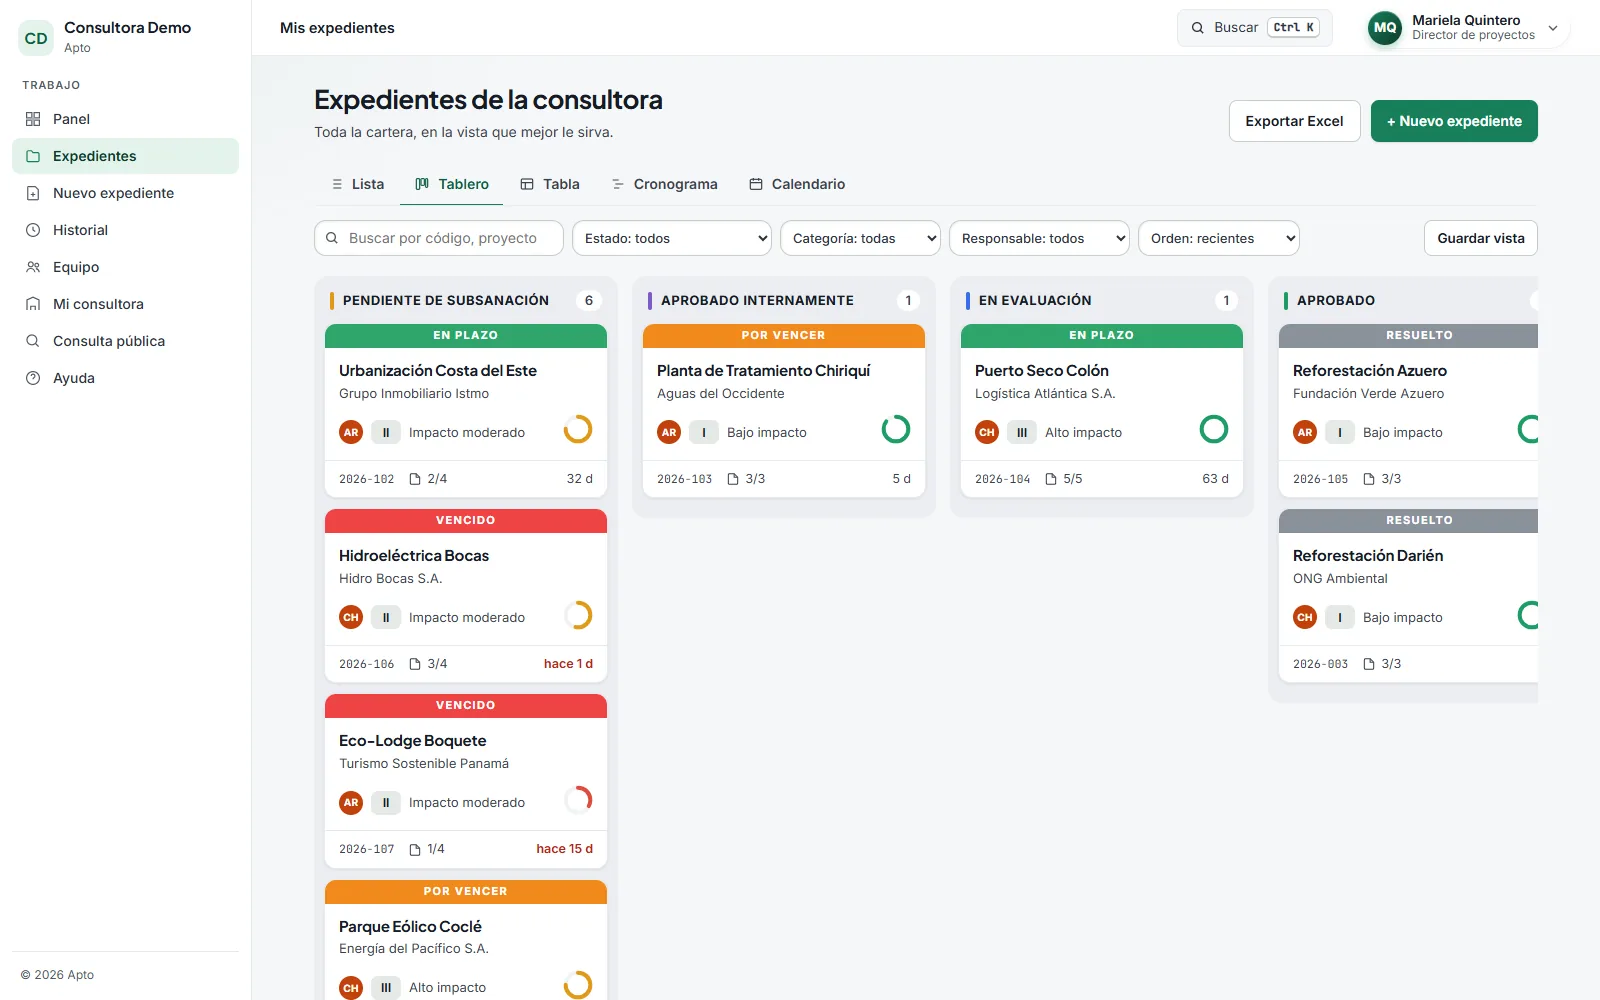 CD
Consultora Demo
Apto
TRABAJO
Panel
Expedientes
Nuevo expediente
Historial
Equipo
Mi consultora
Consulta pública
Ayuda
© 2026 Apto
Mis expedientes
Buscar Ctrl K
MQ
Mariela Quintero
Director de proyectos
Expedientes de la consultora
Toda la cartera, en la vista que mejor le sirva.
Exportar Excel
+ Nuevo expediente
Lista
Tablero
Tabla
Cronograma
Calendario
Buscar por código, proyecto
Estado: todos
Categoría: todas
Responsable: todos
Orden: recientes
Guardar vista
PENDIENTE DE SUBSANACIÓN 6
EN PLAZO
Urbanización Costa del Este
Grupo Inmobiliario Istmo
AR II Impacto moderado
2026-102 2/4 32 d
VENCIDO
Hidroeléctrica Bocas
Hidro Bocas S.A.
CH II Impacto moderado
2026-106 3/4 hace 1 d
VENCIDO
Eco-Lodge Boquete
Turismo Sostenible Panamá
AR II Impacto moderado
2026-107 1/4 hace 15 d
POR VENCER
Parque Eólico Coclé
Energía del Pacífico S.A.
CH III Alto impacto
APROBADO INTERNAMENTE 1
POR VENCER
Planta de Tratamiento Chiriquí
Aguas del Occidente
AR I Bajo impacto
2026-103 3/3 5 d
EN EVALUACIÓN 1
EN PLAZO
Puerto Seco Colón
Logística Atlántica S.A.
CH III Alto impacto
2026-104 5/5 63 d
APROBADO
RESUELTO
Reforestación Azuero
Fundación Verde Azuero
AR I Bajo impacto
2026-105 3/3
RESUELTO
Reforestación Darién
ONG Ambiental
CH I Bajo impacto
2026-003 3/3